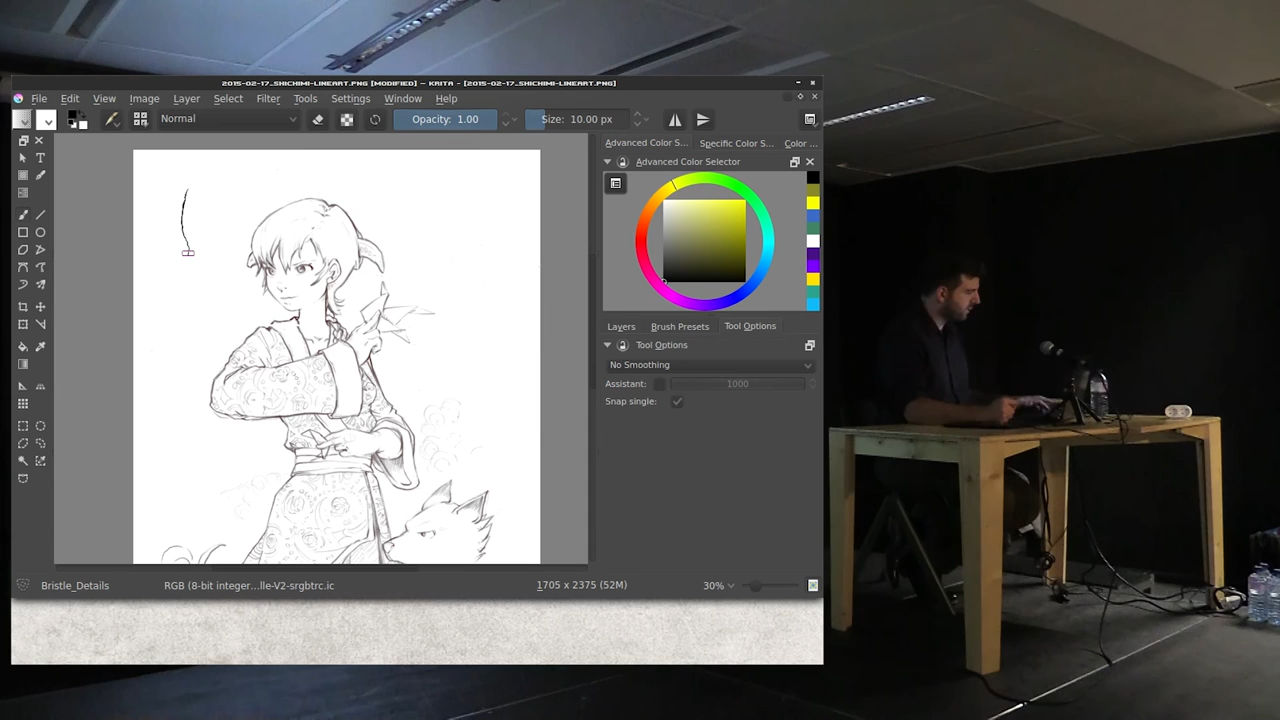 2015-02-17_SHICHIMI-LINEART.PNG [MODIFIED] – KRITA - [2015-02-17_SHICHIMI-LINEART.PNG]
File Edit View Image Layer Select Filter Tools Settings Window Help
Normal Opacity: 1.00 Size: 10.00 px
Advanced Color S... Specific Color S... Color ...
Advanced Color Selector
Layers Brush Presets Tool Options
Tool Options
No Smoothing
Assistant: 1000
Snap single:
Bristle_Details RGB (8-bit integer...lle-V2-srgbtrc.ic 1705 x 2375 (52M) 30%